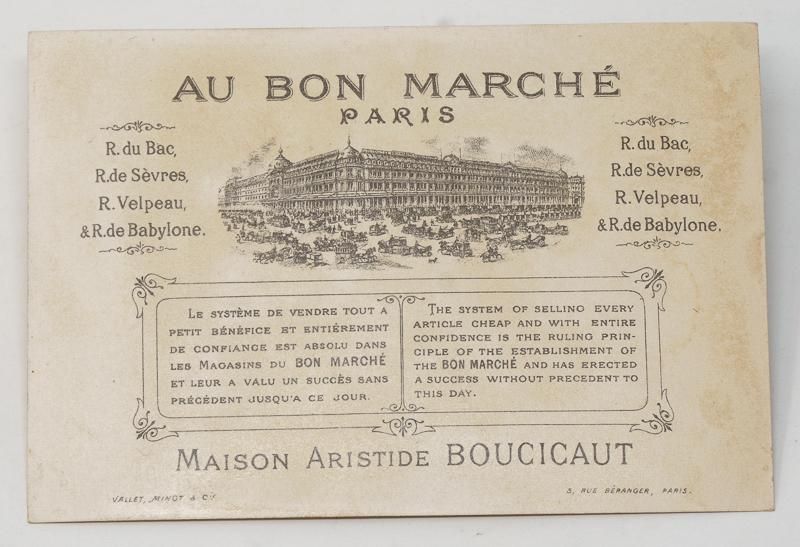 AU BON MARCHÉ
PARIS
R. du Bac,
R. de Sèvres,
R. Velpeau,
& R. de Babylone.
R. du Bac,
R. de Sèvres,
R. Velpeau,
& R. de Babylone.
LE SYSTÈME DE VENDRE TOUT A
PETIT BÉNÉFICE ET ENTIÉREMENT
DE CONFIANCE EST ABSOLU DANS
LES MAGASINS DU BON MARCHÉ
ET LEUR A VALU UN SUCCÈS SANS
PRÉCÉDENT JUSQU'A CE JOUR.
THE SYSTEM OF SELLING EVERY
ARTICLE CHEAP AND WITH ENTIRE
CONFIDENCE IS THE RULING PRIN-
CIPLE OF THE ESTABLISHMENT OF
THE BON MARCHÉ AND HAS ERECTED
A SUCCESS WITHOUT PRECEDENT TO
THIS DAY.
MAISON ARISTIDE BOUCICAUT
VALLET, MINOT & Cie
5, RUE BÉRANGER, PARIS.